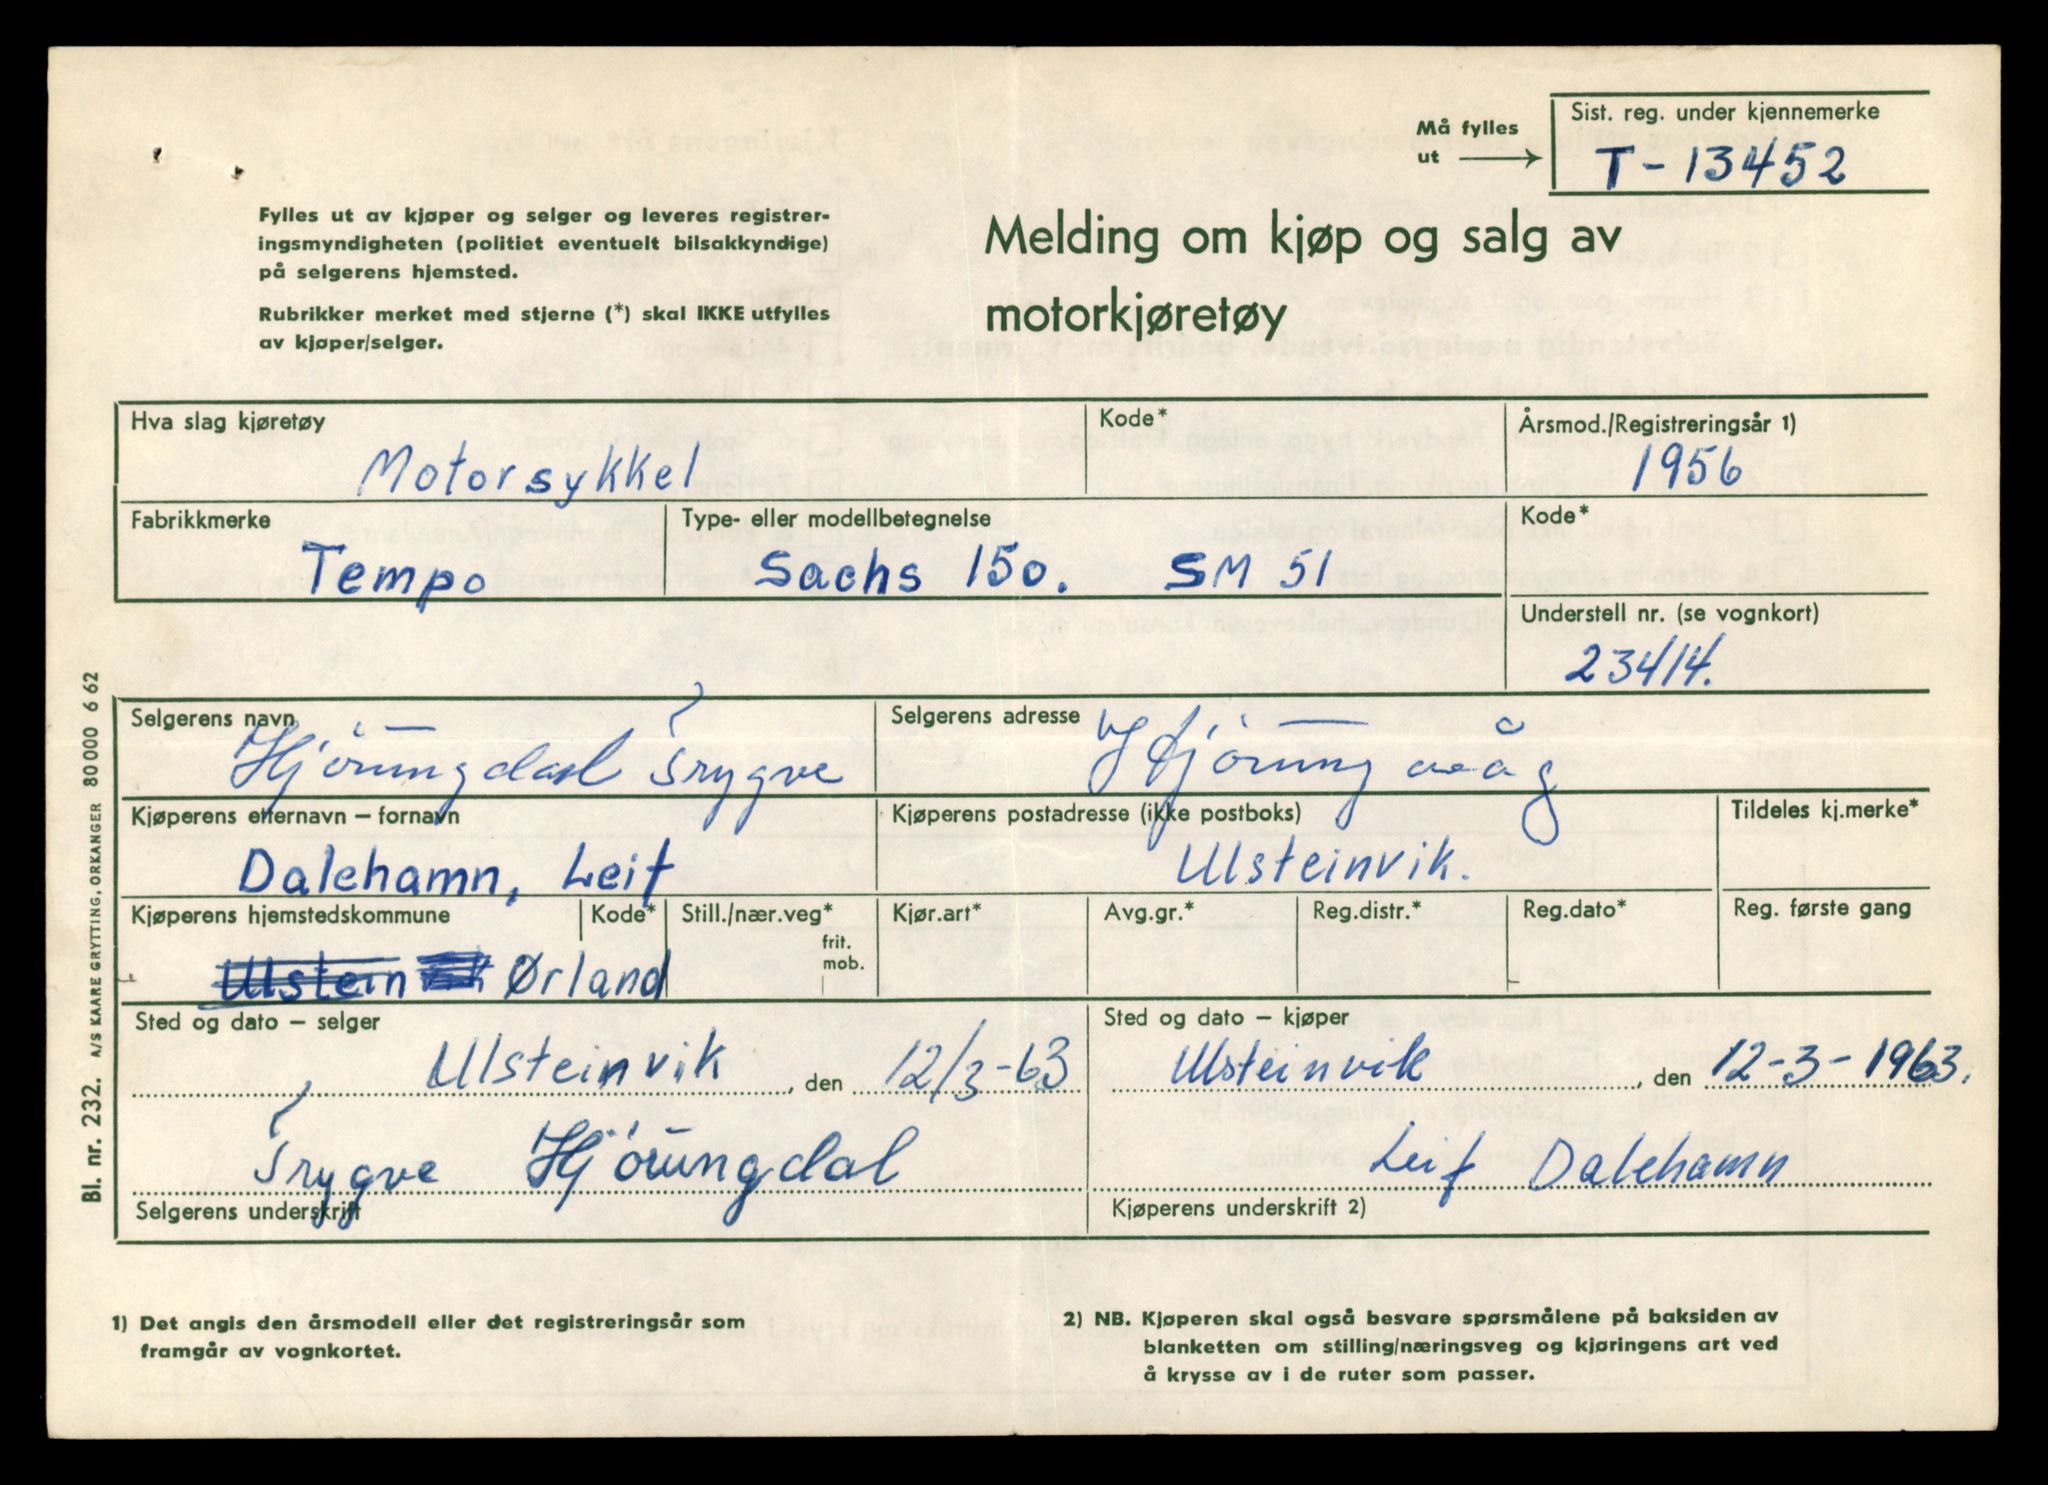 Må fylles
ut
Sist. reg. under kjennemerke
T-13452
Fylles ut av kjøper og selger og leveres registrer-
ingsmyndigheten (politiet eventuelt bilsakkyndige)
på selgerens hjemsted.
Rubrikker merket med stjerne (*) skal IKKE utfylles
av kjøper/selger.
Melding om kjøp og salg av
motorkjøretøy
Hva slag kjøretøy
Motorsykkel
Kode*
Årsmod./Registreringsår 1)
1956
Fabrikkmerke
Tempo
Type- eller modellbetegnelse
Sachs 150. SM 51
Kode*
Understell nr. (se vognkort)
23414.
Selgerens navn
Hjörungdal Trygve
Selgerens adresse
Hjörungavåg
Kjøperens etternavn – fornavn
Dalehamn, Leif
Kjøperens postadresse (ikke postboks)
Ulsteinvik.
Tildeles kj.merke*
Kjøperens hjemstedskommune
Ulstein Ørland
Kode*
Still./nær.veg*
frit.
mob.
Kjør.art*
Avg.gr.*
Reg.distr.*
Reg.dato*
Reg. første gang
Sted og dato – selger
Ulsteinvik, den 12/3-63
Sted og dato – kjøper
Ulsteinvik, den 12-3-1963.
Trygve Hjörungdal
Selgerens underskrift
Leif Dalehamn
Kjøperens underskrift 2)
1) Det angis den årsmodell eller det registreringsår som
framgår av vognkortet.
2) NB. Kjøperen skal også besvare spørsmålene på baksiden av
blanketten om stilling/næringsveg og kjøringens art ved
å krysse av i de ruter som passer.
Bl. nr. 232. A/S KAARE GRYTTING, ORKANGER 80000 6 62